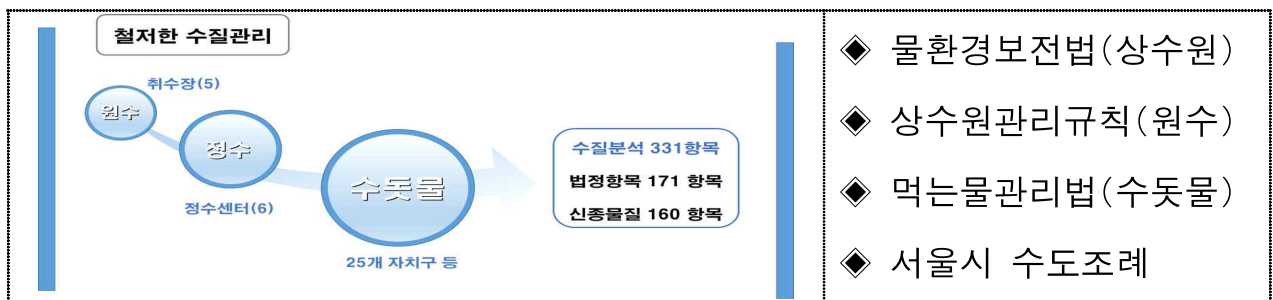 철저한 수질관리
취수장(5)
원수
정수
정수센터(6)
수돗물
25개 자치구 등
수질분석 331항목
법정항목 171 항목
신종물질 160 항목
◈ 물환경보전법(상수원)
◈ 상수원관리규칙(원수)
◈ 먹는물관리법(수돗물)
◈ 서울시 수도조례